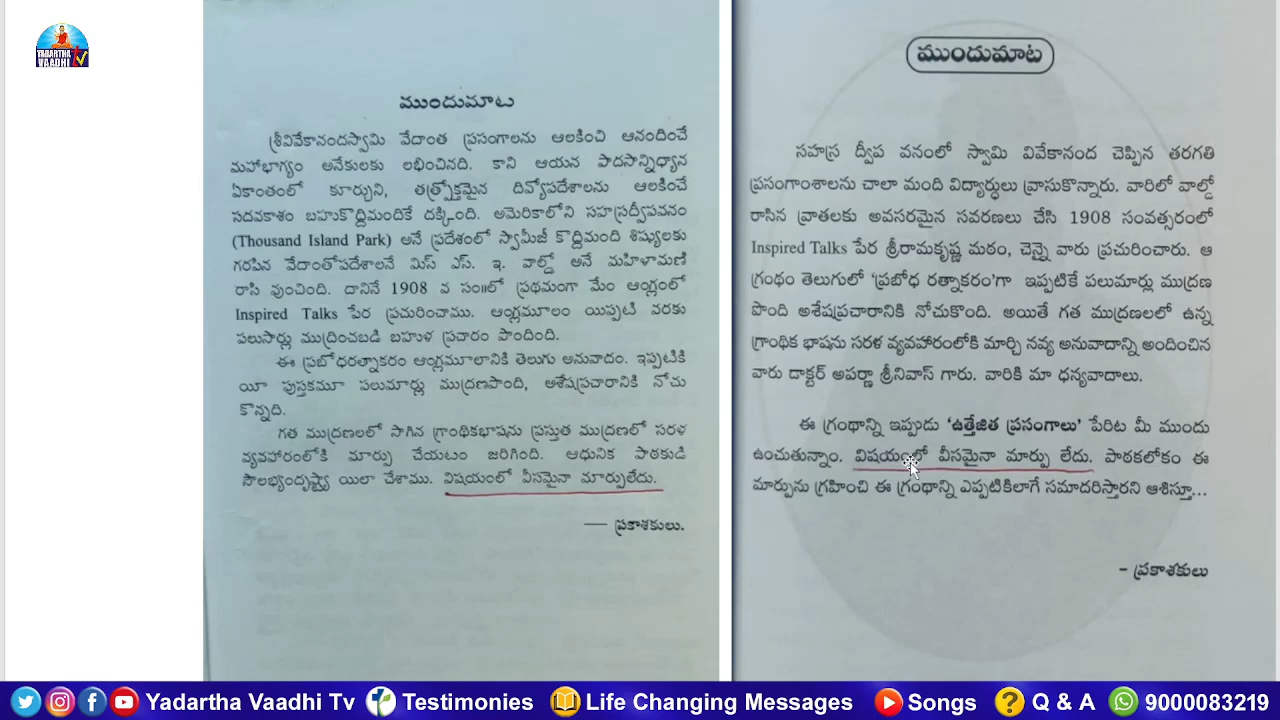 YADARTHA
VAADHI TV
ముందుమాట
శ్రీవివేకానందస్వామి వేదాంత ప్రసంగాలను ఆలకించి ఆనందించే
మహాభాగ్యం అనేకులకు లభించినది. కాని ఆయన పాదసాన్నిధ్యాన
ఏకాంతంలో కూర్చుని, తత్ప్రోక్తమైన దివ్యోపదేశాలను ఆలకించే
సదవకాశం బహుకొద్దిమందికే దక్కింది. అమెరికాలోని సహస్రద్వీపవనం
(Thousand Island Park) అనే ప్రదేశంలో స్వామీజీ కొద్దిమంది శిష్యులకు
గరపిన వేదాంతోపదేశాలనే మిస్ ఎస్. ఇ. వాల్డో అనే మహిళామణి
రాసి వుంచింది. దానినే 1908 వ సం॥లో ప్రథమంగా మేం ఆంగ్లంలో
Inspired Talks పేర ప్రచురించాము. ఆంగ్లమూలం యిప్పటి వరకు
పలుసార్లు ముద్రించబడి బహుళ ప్రచారం పొందింది.
ఈ ప్రబోధరత్నాకరం ఆంగ్లమూలానికి తెలుగు అనువాదం. ఇప్పటికి
యీ పుస్తకమూ పలుమార్లు ముద్రణపొంది, అశేషప్రచారానికి నోచు
కొన్నది.
గత ముద్రణలలో సాగిన గ్రాంథికభాషను ప్రస్తుత ముద్రణలో సరళ
వ్యవహారంలోకి మార్పు చేయటం జరిగింది. ఆధునిక పాఠకుడి
సౌలభ్యందృష్ట్యా యిలా చేశాము. విషయంలో వీసమైనా మార్పులేదు.
— ప్రకాశకులు.
ముందుమాట
సహస్ర ద్వీప వనంలో స్వామి వివేకానంద చెప్పిన తరగతి
ప్రసంగాంశాలను చాలా మంది విద్యార్థులు వ్రాసుకొన్నారు. వారిలో వాల్డో
రాసిన వ్రాతలకు అవసరమైన సవరణలు చేసి 1908 సంవత్సరంలో
Inspired Talks పేర శ్రీరామకృష్ణ మఠం, చెన్నై వారు ప్రచురించారు. ఆ
గ్రంథం తెలుగులో ‘ప్రబోధ రత్నాకరం’గా ఇప్పటికే పలుమార్లు ముద్రణ
పొంది అశేషప్రచారానికి నోచుకొంది. అయితే గత ముద్రణలలో ఉన్న
గ్రాంథిక భాషను సరళ వ్యవహారంలోకి మార్చి నవ్య అనువాదాన్ని అందించిన
వారు డాక్టర్ అపర్ణా శ్రీనివాస్ గారు. వారికి మా ధన్యవాదాలు.
ఈ గ్రంథాన్ని ఇప్పుడు ‘ఉత్తేజిత ప్రసంగాలు’ పేరిట మీ ముందు
ఉంచుతున్నాం. విషయంలో వీసమైనా మార్పు లేదు. పాఠకలోకం ఈ
మార్పును గ్రహించి ఈ గ్రంథాన్ని ఎప్పటికిలాగే సమాదరిస్తారని ఆశిస్తూ...
– ప్రకాశకులు
Yadartha Vaadhi Tv Testimonies Life Changing Messages Songs Q & A 9000083219